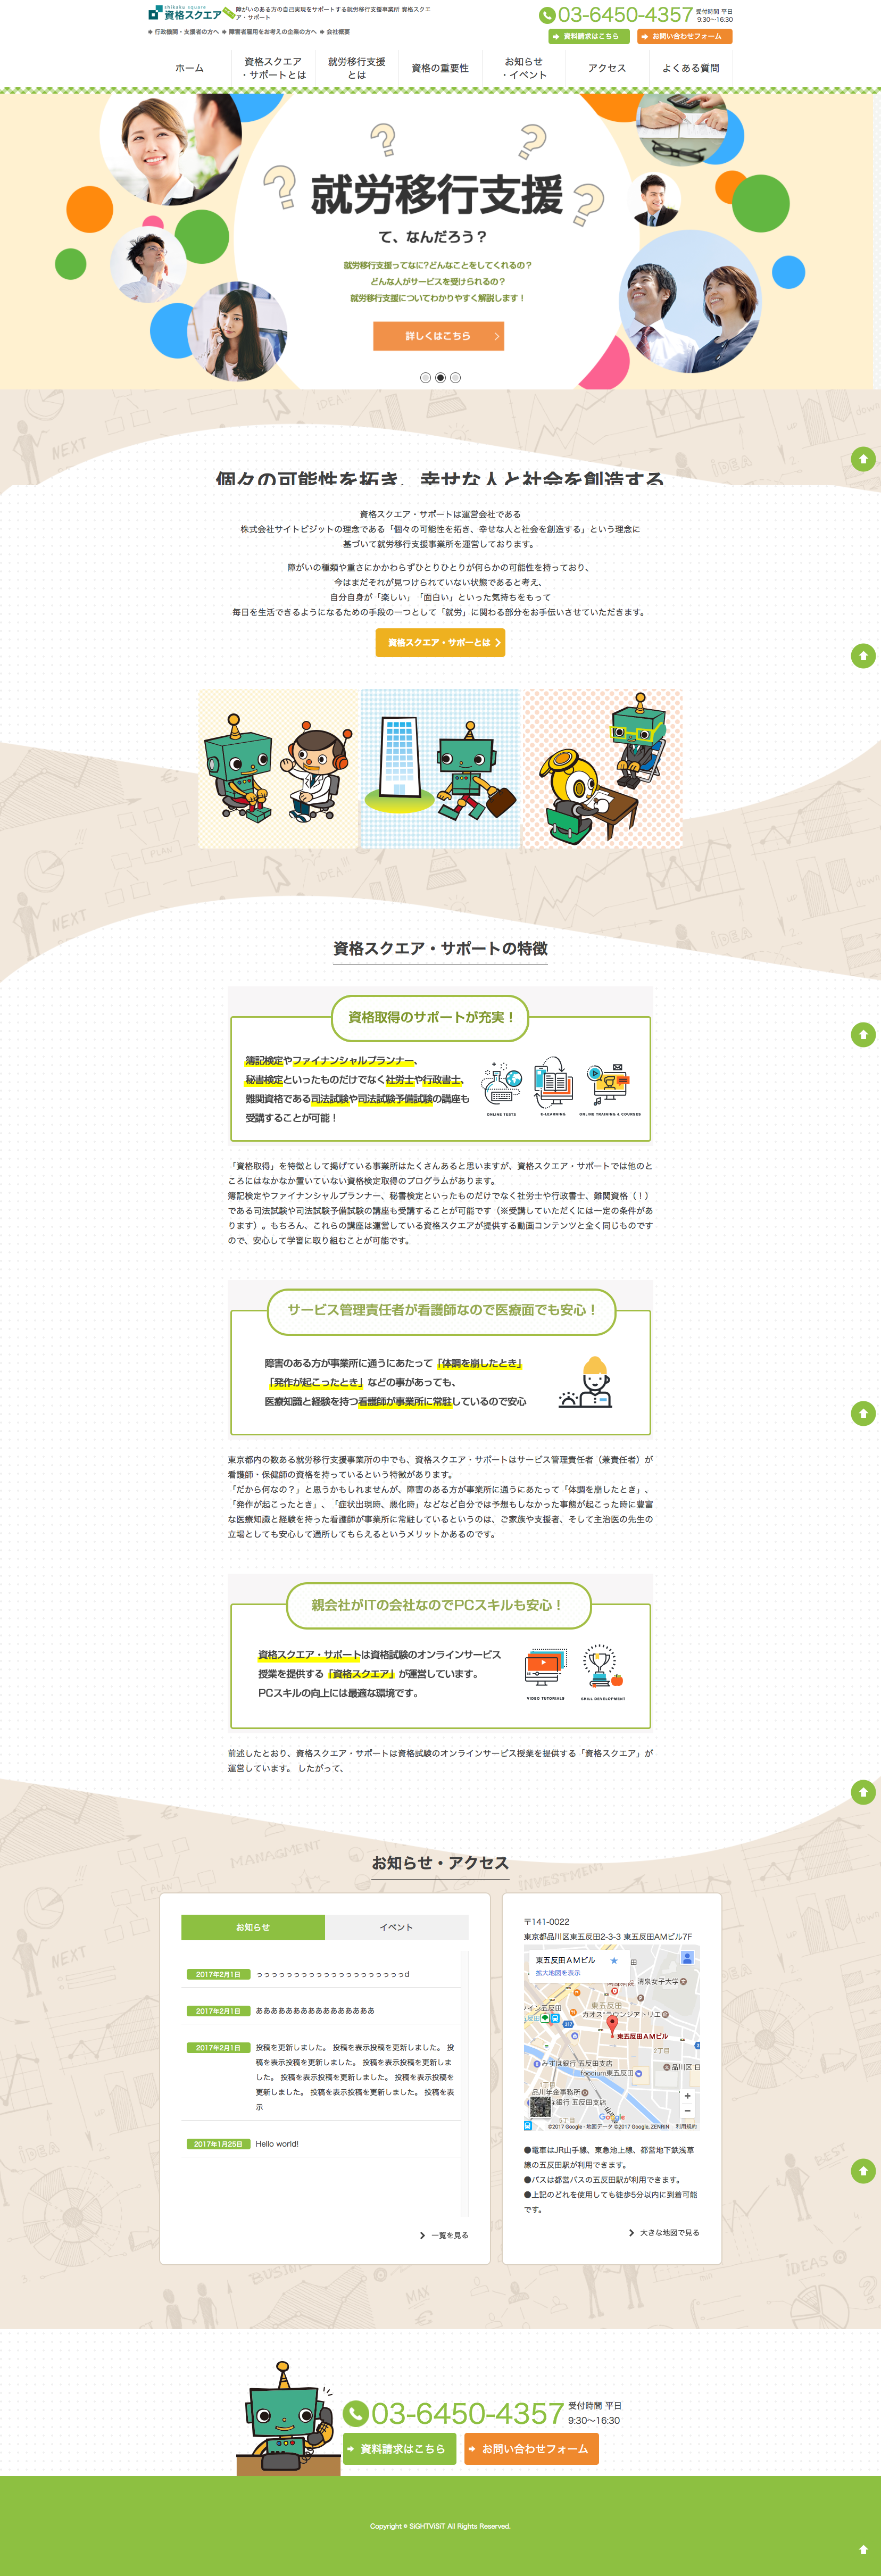 shikaku square
資格スクエア
障がいのある方の自己実現をサポートする就労移行支援事業所 資格スクエ
ア・サポート
行政機関・支援者の方へ
障害者雇用をお考えの企業の方へ
会社概要
03-6450-4357
受付時間 平日
9:30〜16:30
資料請求はこちら
お問い合わせフォーム
ホーム
資格スクエア
・サポートとは
就労移行支援
とは
資格の重要性
お知らせ
・イベント
アクセス
よくある質問
就労移行支援
て、なんだろう？
就労移行支援ってなに?どんなことをしてくれるの？
どんな人がサービスを受けられるの？
就労移行支援についてわかりやすく解説します！
詳しくはこちら
個々の可能性を拓き、幸せな人と社会を創造する
資格スクエア・サポートは運営会社である
株式会社サイトビジットの理念である「個々の可能性を拓き、幸せな人と社会を創造する」という理念に
基づいて就労移行支援事業所を運営しております。
障がいの種類や重さにかかわらずひとりひとりが何らかの可能性を持っており、
今はまだそれが見つけられていない状態であると考え、
自分自身が「楽しい」「面白い」といった気持ちをもって
毎日を生活できるようになるための手段の一つとして「就労」に関わる部分をお手伝いさせていただきます。
資格スクエア・サポーとは
資格スクエア・サポートの特徴
資格取得のサポートが充実！
簿記検定やファイナンシャルプランナー、
秘書検定といったものだけでなく社労士や行政書士、
難関資格である司法試験や司法試験予備試験の講座も
受講することが可能！
ONLINE TESTS
E-LEARNING
ONLINE TRAINING & COURSES
「資格取得」を特徴として掲げている事業所はたくさんあると思いますが、資格スクエア・サポートでは他のと
ころにはなかなか置いていない資格検定取得のプログラムがあります。
簿記検定やファイナンシャルプランナー、秘書検定といったものだけでなく社労士や行政書士、難関資格（！）
である司法試験や司法試験予備試験の講座も受講することが可能です（※受講していただくには一定の条件があ
ります）。もちろん、これらの講座は運営している資格スクエアが提供する動画コンテンツと全く同じものです
ので、安心して学習に取り組むことが可能です。
サービス管理責任者が看護師なので医療面でも安心！
障害のある方が事業所に通うにあたって「体調を崩したとき」
「発作が起こったとき」などの事があっても、
医療知識と経験を持つ看護師が事業所に常駐しているので安心
東京都内の数ある就労移行支援事業所の中でも、資格スクエア・サポートはサービス管理責任者（兼責任者）が
看護師・保健師の資格を持っているという特徴があります。
「だから何なの？」と思うかもしれませんが、障害のある方が事業所に通うにあたって「体調を崩したとき」、
「発作が起こったとき」、「症状出現時、悪化時」などなど自分では予想もしなかった事態が起こった時に豊富
な医療知識と経験を持った看護師が事業所に常駐しているというのは、ご家族や支援者、そして主治医の先生の
立場としても安心して通所してもらえるというメリットかあるのです。
親会社がITの会社なのでPCスキルも安心！
資格スクエア・サポートは資格試験のオンラインサービス
授業を提供する「資格スクエア」が運営しています。
PCスキルの向上には最適な環境です。
VIDEO TUTORIALS
SKILL DEVELOPMENT
前述したとおり、資格スクエア・サポートは資格試験のオンラインサービス授業を提供する「資格スクエア」が
運営しています。 したがって、
お知らせ・アクセス
お知らせ
イベント
2017年2月1日
っっっっっっっっっっっっっっっっっっっっd
2017年2月1日
ああああああああああああああああ
2017年2月1日
投稿を更新しました。 投稿を表示投稿を更新しました。 投
稿を表示投稿を更新しました。 投稿を表示投稿を更新しま
した。 投稿を表示投稿を更新しました。 投稿を表示投稿を
更新しました。 投稿を表示投稿を更新しました。 投稿を表
示
2017年1月25日
Hello world!
一覧を見る
〒141-0022
東京都品川区東五反田2-3-3 東五反田AMビル7F
東五反田AMビル
拡大地図を表示
清泉女子大学
東五反田
カオス*ラウンジアトリエ
東五反田AMビル
みずほ銀行 五反田支店
fondrium東五反田
品川区
品川年金事務所
銀行 五反田支店
5丁目
Google
©2017 Google - 地図データ ©2017 Google, ZENRIN
利用規約
●電車はJR山手線、東急池上線、都営地下鉄浅草
線の五反田駅が利用できます。
●バスは都営バスの五反田駅が利用できます。
●上記のどれを使用しても徒歩5分以内に到着可能
です。
大きな地図で見る
03-6450-4357
受付時間 平日
9:30〜16:30
資料請求はこちら
お問い合わせフォーム
Copyright © SiGHTViSiT All Rights Reserved.